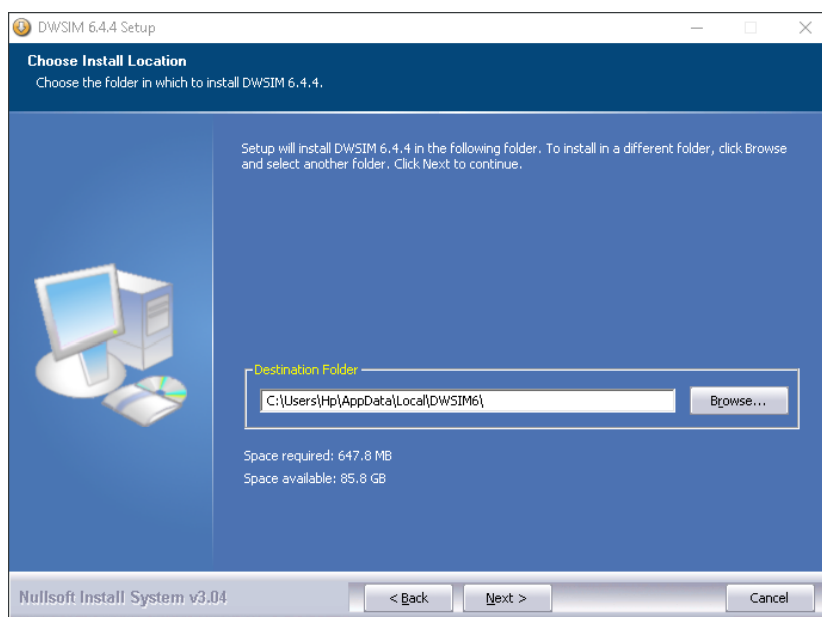 DWSIM 6.4.4 Setup
Choose Install Location
Choose the folder in which to install DWSIM 6.4.4.
Setup will install DWSIM 6.4.4 in the following folder. To install in a different folder, click Browse
and select another folder. Click Next to continue.
Destination Folder
C:\Users\Hp\AppData\Local\DWSIM6\
Browse...
Space required: 647.8 MB
Space available: 85.8 GB
Nullsoft Install System v3.04
< Back
Next >
Cancel